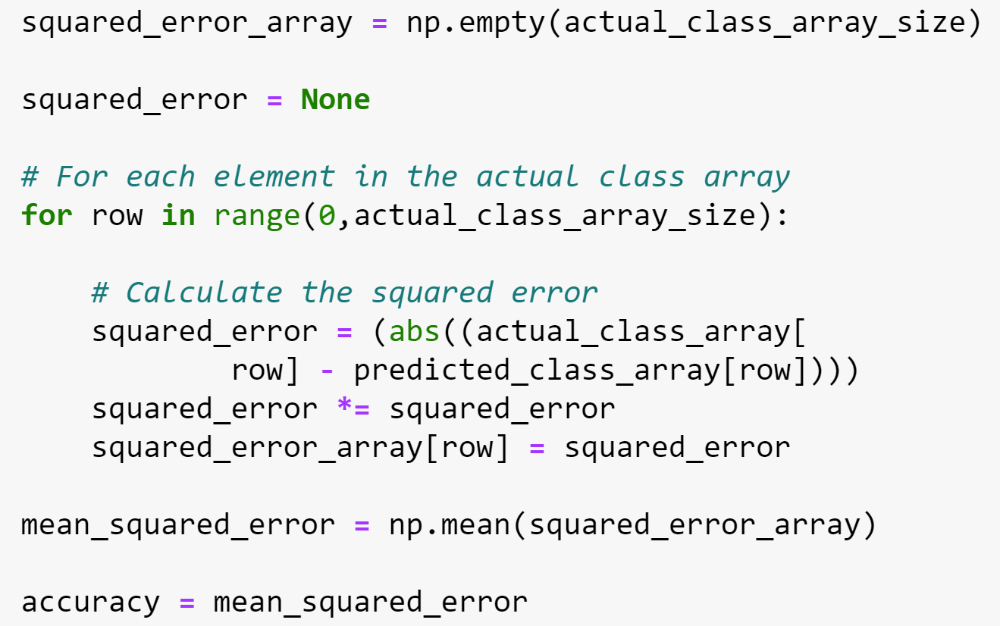 squared_error_array = np.empty(actual_class_array_size)
squared_error = None
# For each element in the actual class array
for row in range(0,actual_class_array_size):
# Calculate the squared error
squared_error = (abs((actual_class_array[
row] - predicted_class_array[row])))
squared_error *= squared_error
squared_error_array[row] = squared_error
mean_squared_error = np.mean(squared_error_array)
accuracy = mean_squared_error